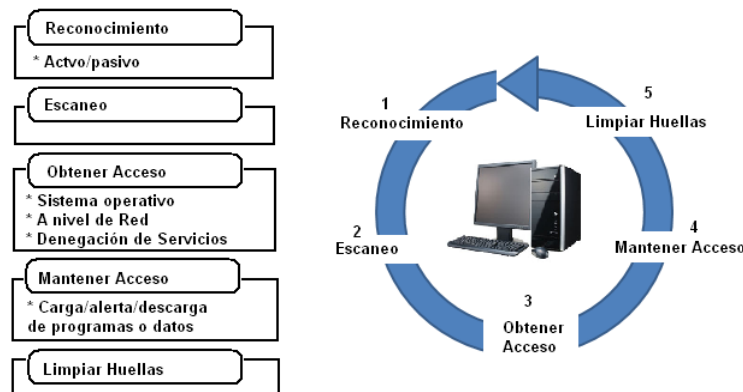 Reconocimiento
* Actvo/pasivo
Escaneo
Obtener Acceso
* Sistema operativo
* A nivel de Red
* Denegación de Servicios
Mantener Acceso
* Carga/alerta/descarga
de programas o datos
Limpiar Huellas
1
Reconocimiento
2
Escaneo
3
Obtener
Acceso
4
Mantener Acceso
5
Limpiar Huellas